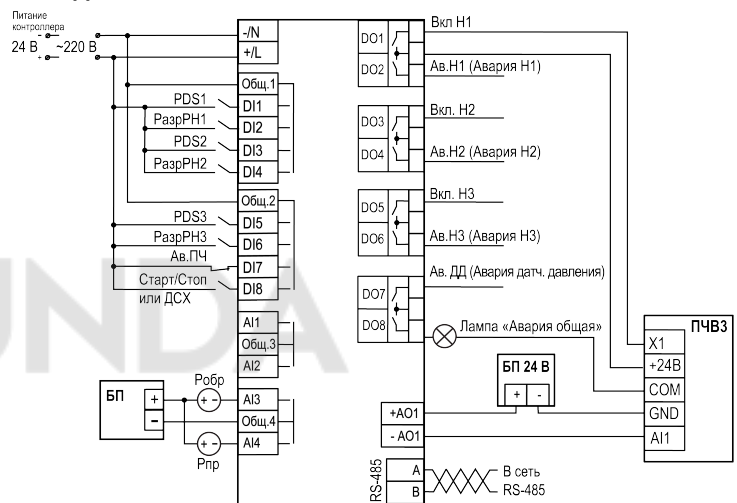 Питание
контроллера
24 В
~220 В
-
+
-/N
+/L
Общ.1
PDS1
DI1
РазрРН1
DI2
PDS2
DI3
РазрРН2
DI4
Общ.2
PDS3
DI5
РазрРН3
DI6
Ав.ПЧ
DI7
Старт/Стоп
или ДСХ
DI8
AI1
Общ.3
AI2
БП
+
−
Робр
+ −
AI3
Общ.4
Рпр
+ −
AI4
DO1
Вкл Н1
DO2
Ав.Н1 (Авария Н1)
DO3
Вкл. Н2
DO4
Ав.Н2 (Авария Н2)
DO5
Вкл. Н3
DO6
Ав.Н3 (Авария Н3)
DO7
Ав. ДД (Авария датч. давления)
DO8
Лампа «Авария общая»
БП 24 В
+ -
+AO1
- AO1
RS-485
A
B
В сеть
RS-485
ПЧВ3
X1
+24В
COM
GND
AI1
UNDA